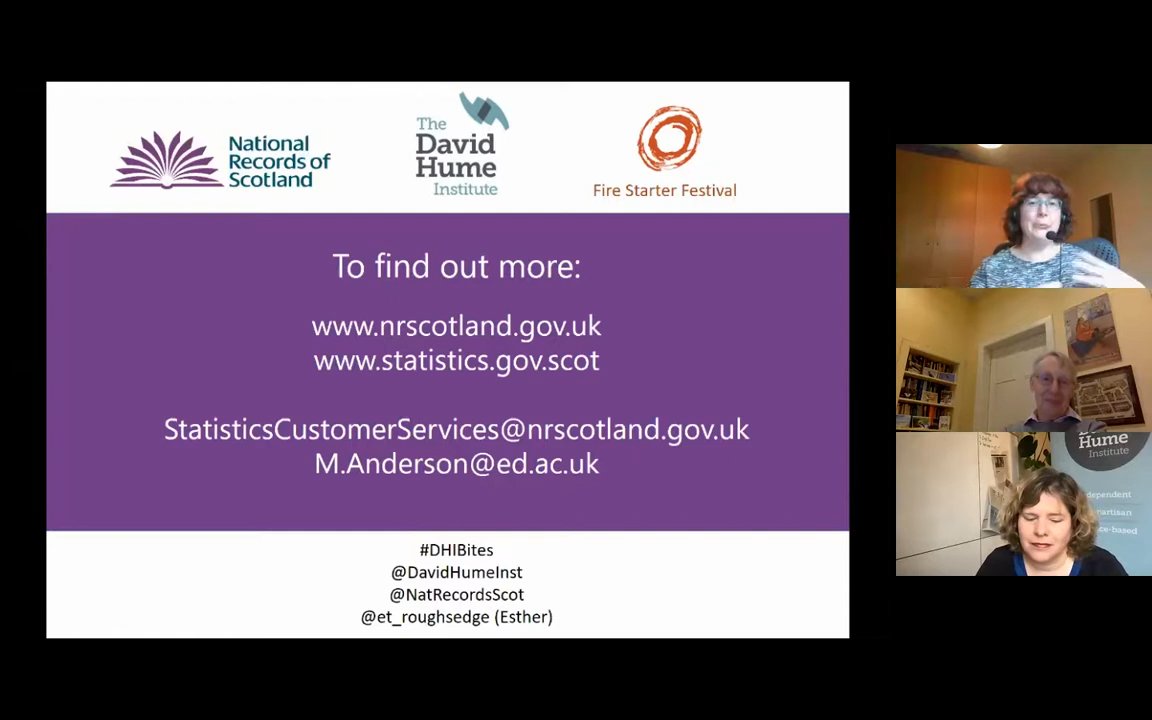 National
Records of
Scotland
The
David
Hume
Institute
Fire Starter Festival
To find out more:
www.nrscotland.gov.uk
www.statistics.gov.scot
StatisticsCustomerServices@nrscotland.gov.uk
M.Anderson@ed.ac.uk
#DHIBites
@DavidHumeInst
@NatRecordsScot
@et_roughsedge (Esther)
Hume
Institute